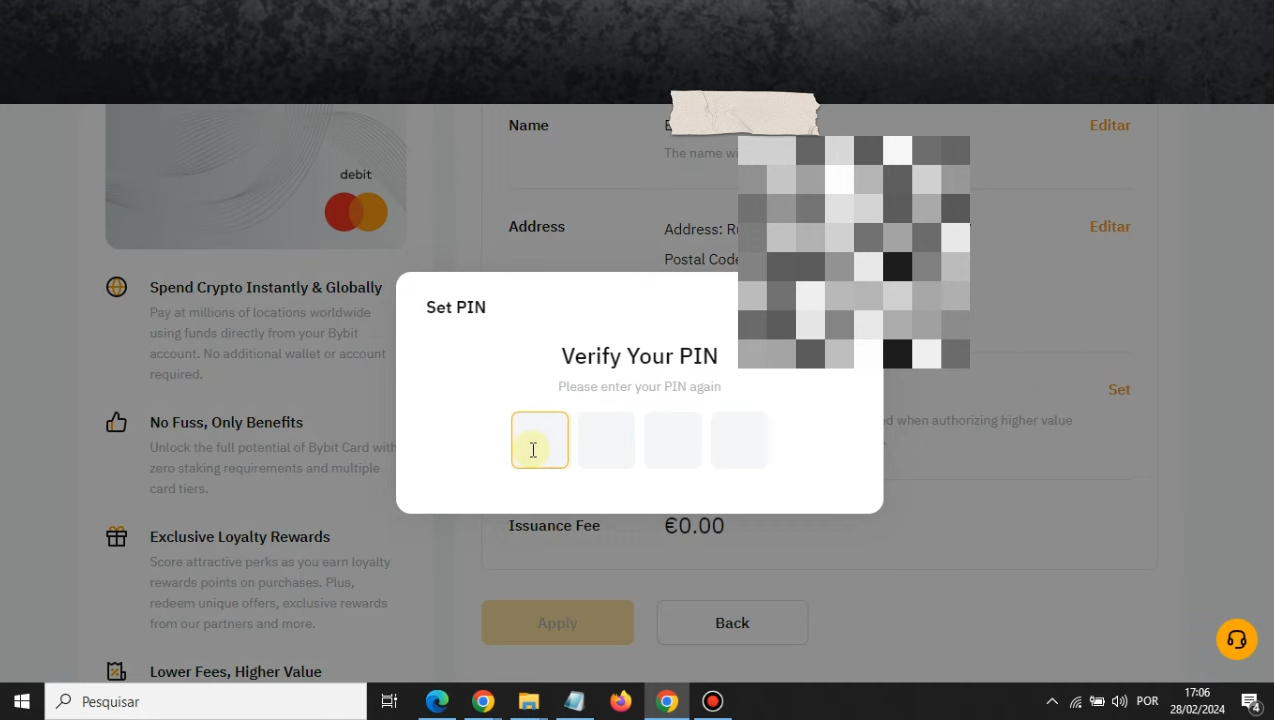 debit
Spend Crypto Instantly & Globally
Pay at millions of locations worldwide
using funds directly from your Bybit
account. No additional wallet or account
required.
No Fuss, Only Benefits
Unlock the full potential of Bybit Card with
zero staking requirements and multiple
card tiers.
Exclusive Loyalty Rewards
Score attractive perks as you earn loyalty
rewards points on purchases. Plus,
redeem unique offers, exclusive rewards
from our partners and more.
Lower Fees, Higher Value
Name
The name
Editar
Address
Address:
Postal Code
Editar
Set PIN
Verify Your PIN
Please enter your PIN again
Set
when authorizing higher value
Issuance Fee
€0.00
Apply
Back
Pesquisar
POR
17:06
28/02/2024
4